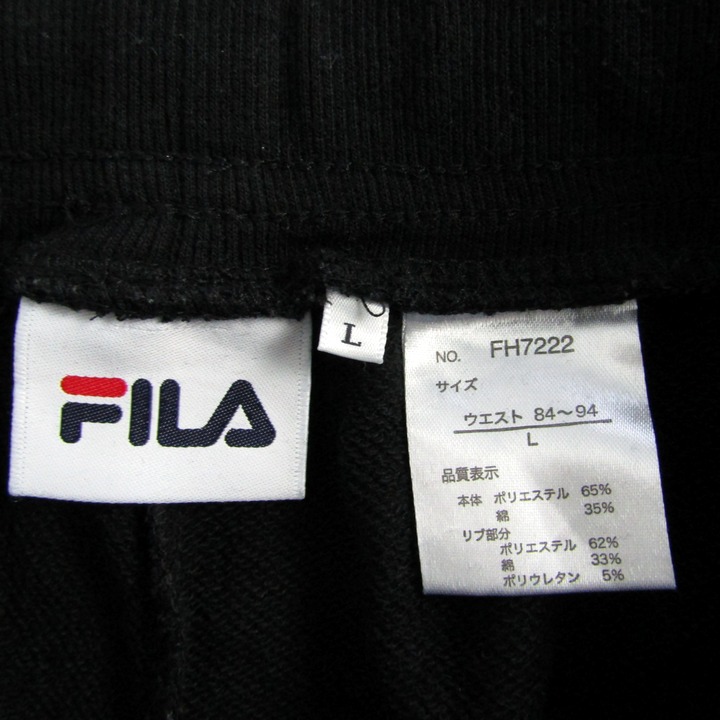 FILA
L
NO. FH7222
サイズ
ウエスト 84〜94
L
品質表示
本体 ポリエステル 65%
綿 35%
リブ部分
ポリエステル 62%
綿 33%
ポリウレタン 5%